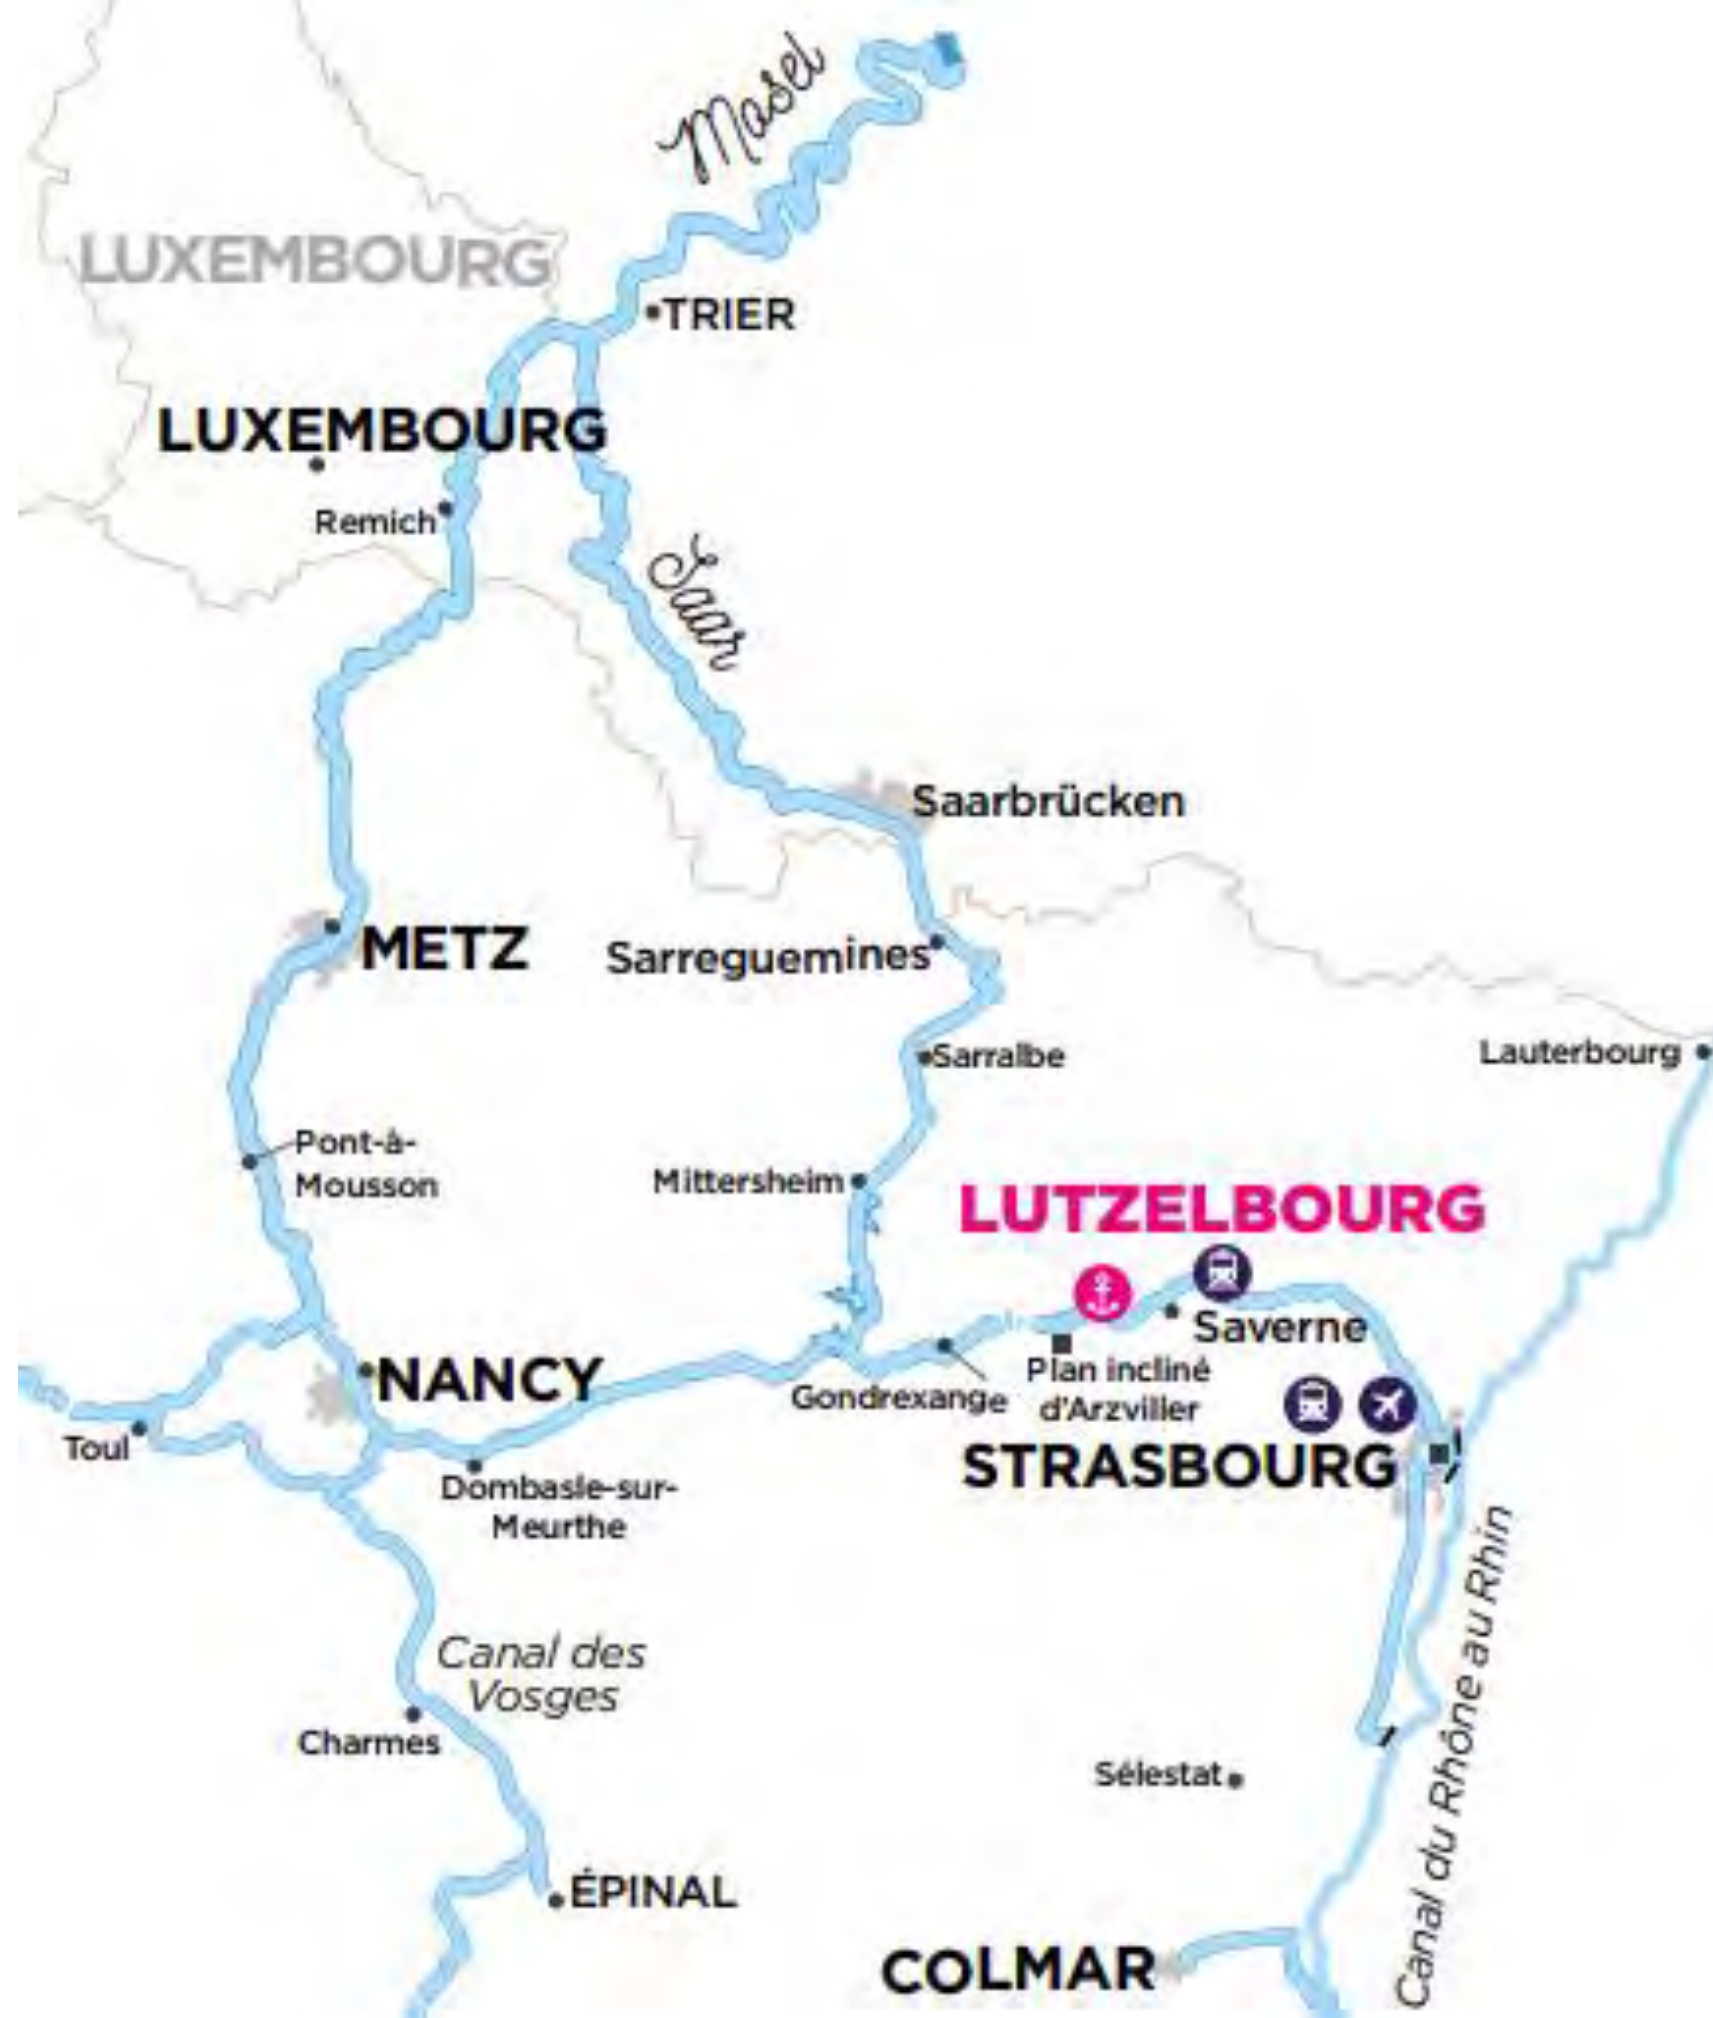 Mosel
LUXEMBOURG
TRIER
LUXEMBOURG
Remich
Saar
Saarbrücken
METZ
Sarreguemines
Sarralbe
Lauterbourg
Pont-à-
Mousson
Mittersheim
LUTZELBOURG
Saverne
NANCY
Plan incliné
d'Arzviller
Gondrexange
Toul
STRASBOURG
Dombasle-sur-
Meurthe
Canal du Rhône au Rhin
Canal des
Vosges
Charmes
Sélestat
ÉPINAL
COLMAR